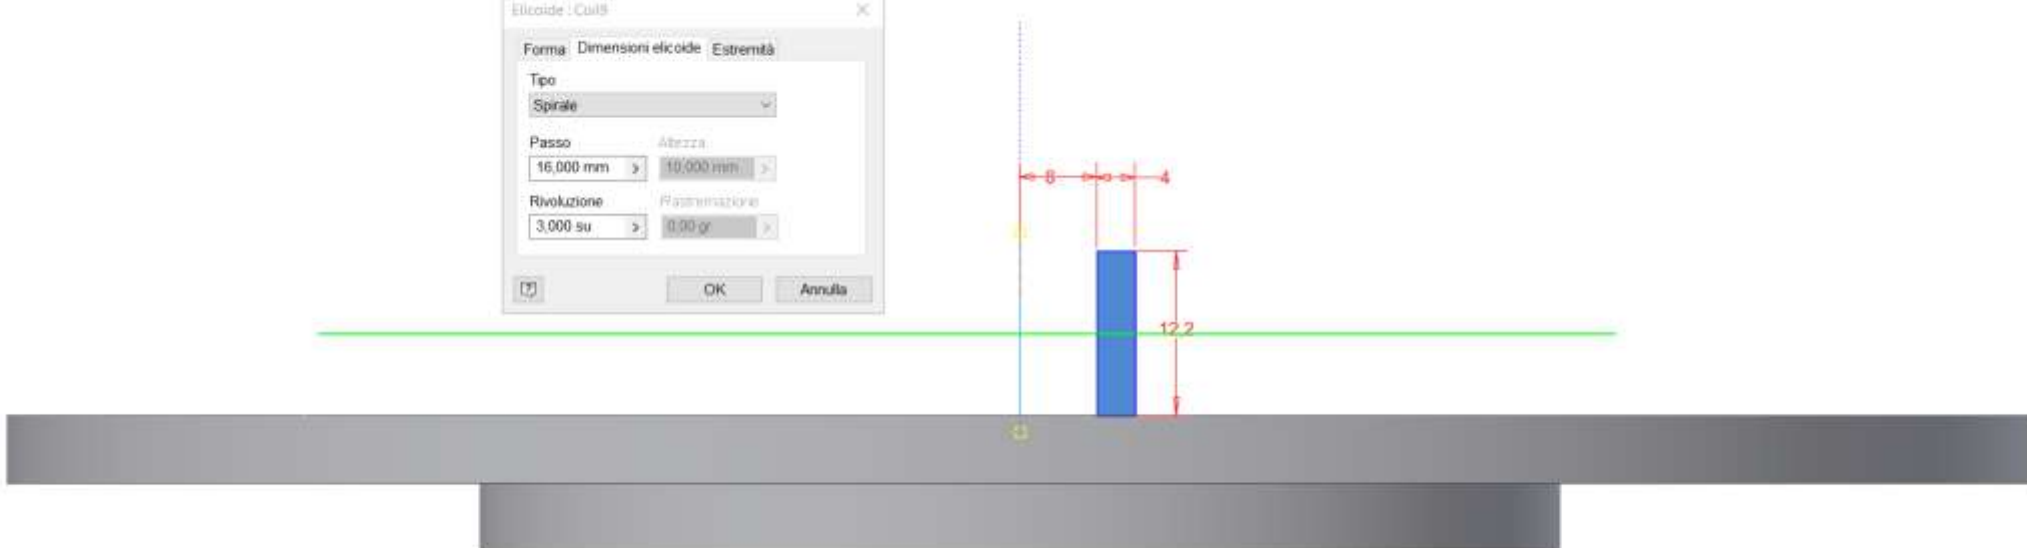 Elicoide : Coil9
Forma Dimensioni elicoide Estremità
Tipo
Spirale
Passo Altezza
16,000 mm 10,000 mm
Rivoluzione Rastremazione
3,000 su 0,00 gr
OK Annulla
8 4
12,2